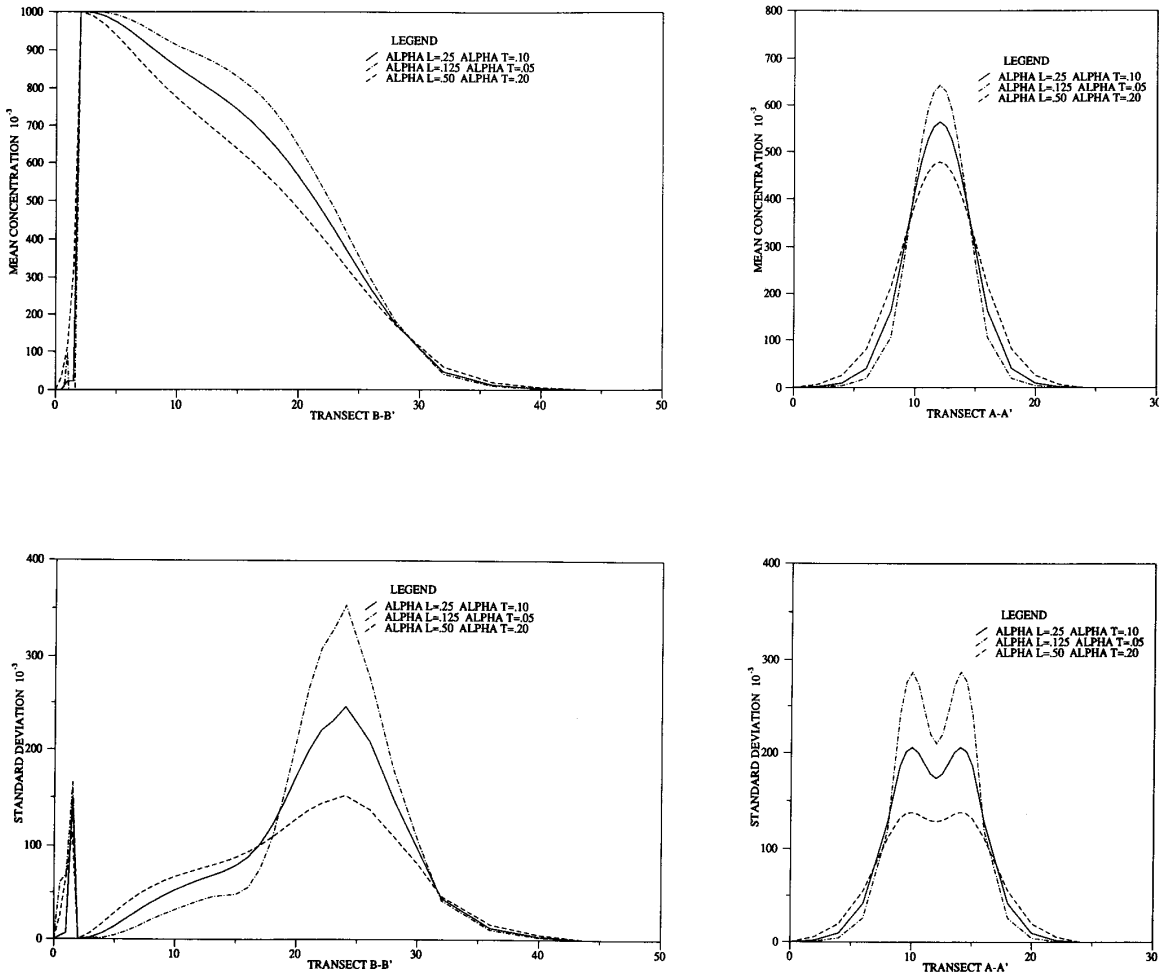 1000
900
800
700
600
500
400
300
200
100
0
MEAN CONCENTRATION 10⁻³
LEGEND
ALPHA L=.25 ALPHA T=.10
ALPHA L=.125 ALPHA T=.05
ALPHA L=.50 ALPHA T=.20
0 10 20 30 40 50
TRANSECT B-B'
800
700
600
500
400
300
200
100
0
MEAN CONCENTRATION 10⁻³
LEGEND
ALPHA L=.25 ALPHA T=.10
ALPHA L=.125 ALPHA T=.05
ALPHA L=.50 ALPHA T=.20
0 10 20 30
TRANSECT A-A'
400
300
200
100
0
STANDARD DEVIATION 10⁻³
LEGEND
ALPHA L=.25 ALPHA T=.10
ALPHA L=.125 ALPHA T=.05
ALPHA L=.50 ALPHA T=.20
0 10 20 30 40 50
TRANSECT B-B'
400
300
200
100
0
STANDARD DEVIATION 10⁻³
LEGEND
ALPHA L=.25 ALPHA T=.10
ALPHA L=.125 ALPHA T=.05
ALPHA L=.50 ALPHA T=.20
0 10 20 30
TRANSECT A-A'